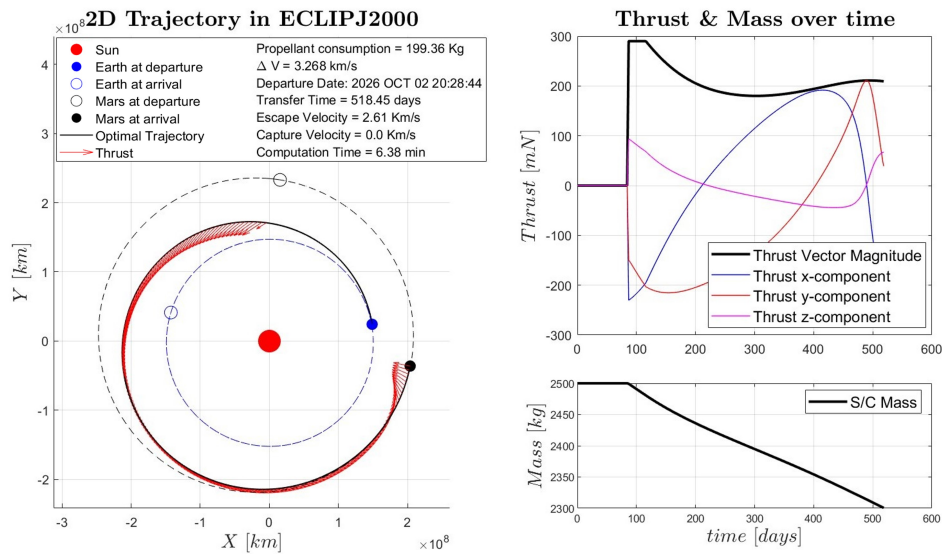 2D Trajectory in ECLIPJ2000
×10⁸
Sun
Earth at departure
Earth at arrival
Mars at departure
Mars at arrival
Optimal Trajectory
Thrust
Propellant consumption = 199.36 Kg
Δ V = 3.268 km/s
Departure Date: 2026 OCT 02 20:28:44
Transfer Time = 518.45 days
Escape Velocity = 2.61 Km/s
Capture Velocity = 0.0 Km/s
Computation Time = 6.38 min
4
3
2
1
0
-1
-2
Y [km]
-3
-2
-1
0
1
2
X [km]
×10⁸
Thrust & Mass over time
300
200
100
0
-100
-200
-300
Thrust [mN]
0
100
200
300
400
500
600
Thrust Vector Magnitude
Thrust x-component
Thrust y-component
Thrust z-component
2500
2450
2400
2350
2300
Mass [kg]
S/C Mass
0
100
200
300
400
500
600
time [days]